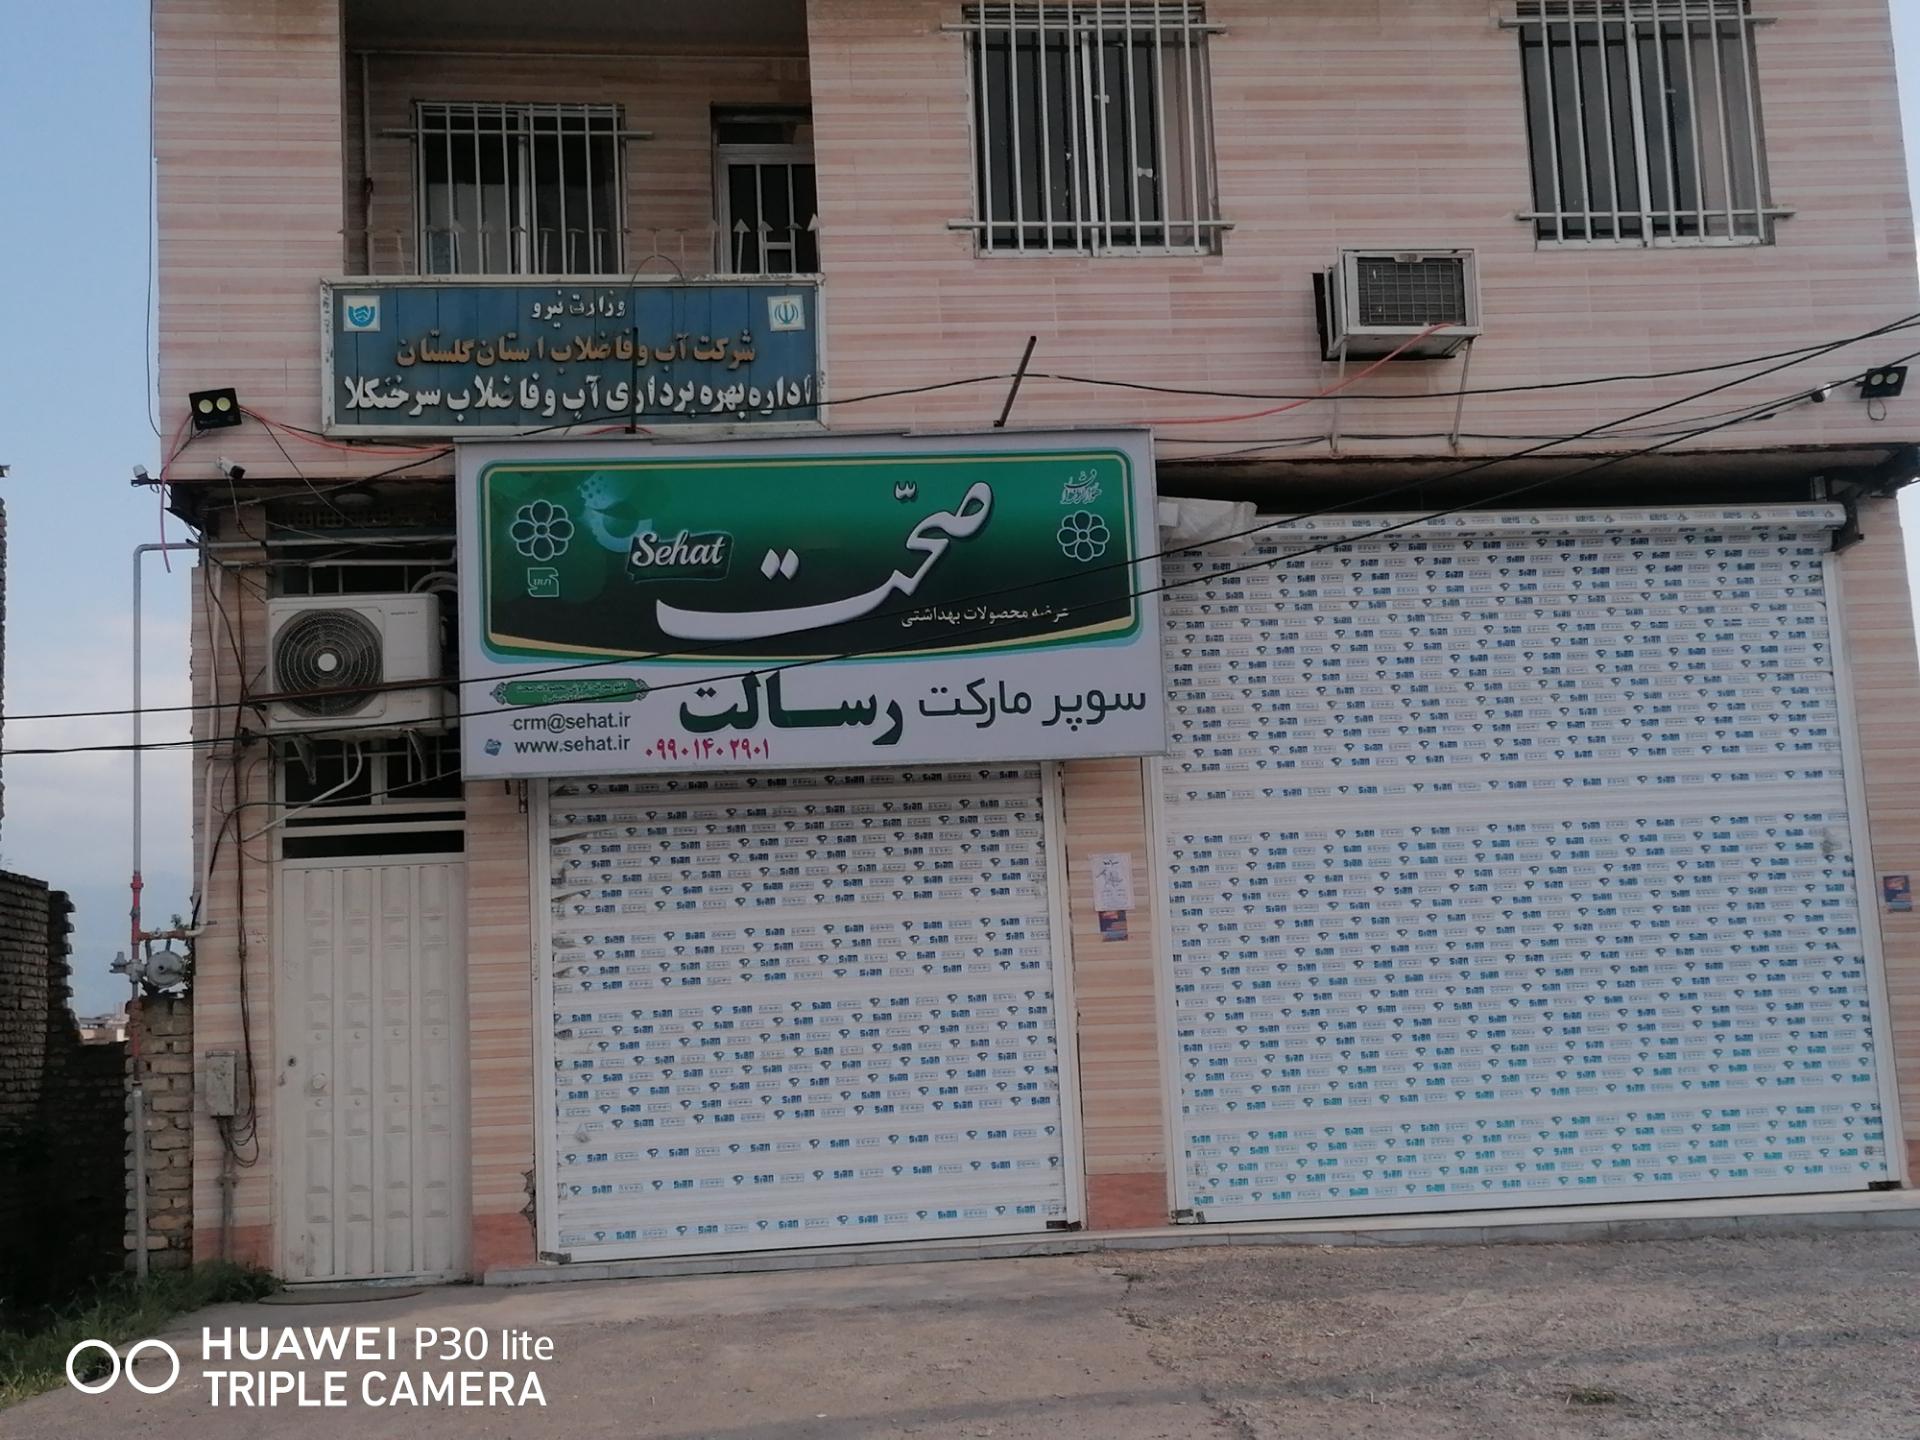 وزارت نیرو
شرکت آب و فاضلاب استان گلستان
اداره بهره برداری آب و فاضلاب سرخنکلا
صحّت
Sehat
عرضه محصولات بهداشتی
سوپر مارکت رسالت
crm@sehat.ir
www.sehat.ir
۰۹۹۰۱۴۰۲۹۰۱
HUAWEI P30 lite
TRIPLE CAMERA